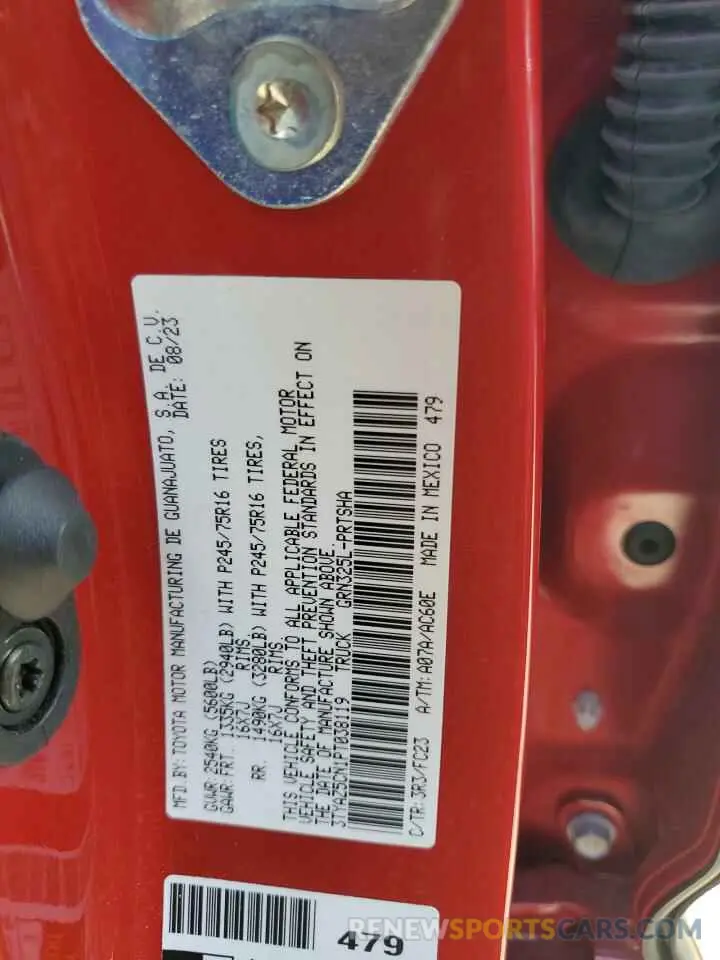 MFD.BY:TOYOTA MOTOR MANUFACTURING DE GUANAJUATO, S.A. DE C.V.
DATE: 08/23
GVWR:2540KG(5600LB)
GAWR:FRT. 1335KG(2940LB) WITH P245/75R16 TIRES
16X7J RIMS.
RR. 1490KG(3280LB) WITH P245/75R16 TIRES,
16X7J RIMS.
THIS VEHICLE CONFORMS TO ALL APPLICABLE FEDERAL MOTOR
VEHICLE SAFETY AND THEFT PREVENTION STANDARDS IN EFFECT ON
THE DATE OF MANUFACTURE SHOWN ABOVE.
3TYAZ5CN1PT038119 TRUCK GRN325L-PRTSHA
C/TR:3R3/FC23 A/TM:A07A/AC60E MADE IN MEXICO 479
479
RENEWSPORTSCARS.COM